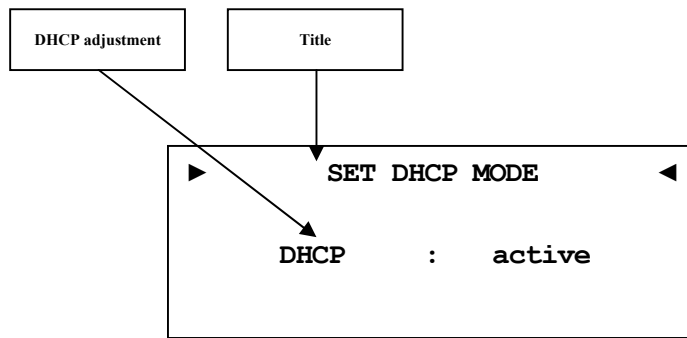 DHCP adjustment
Title
► SET DHCP MODE ◄
DHCP : active